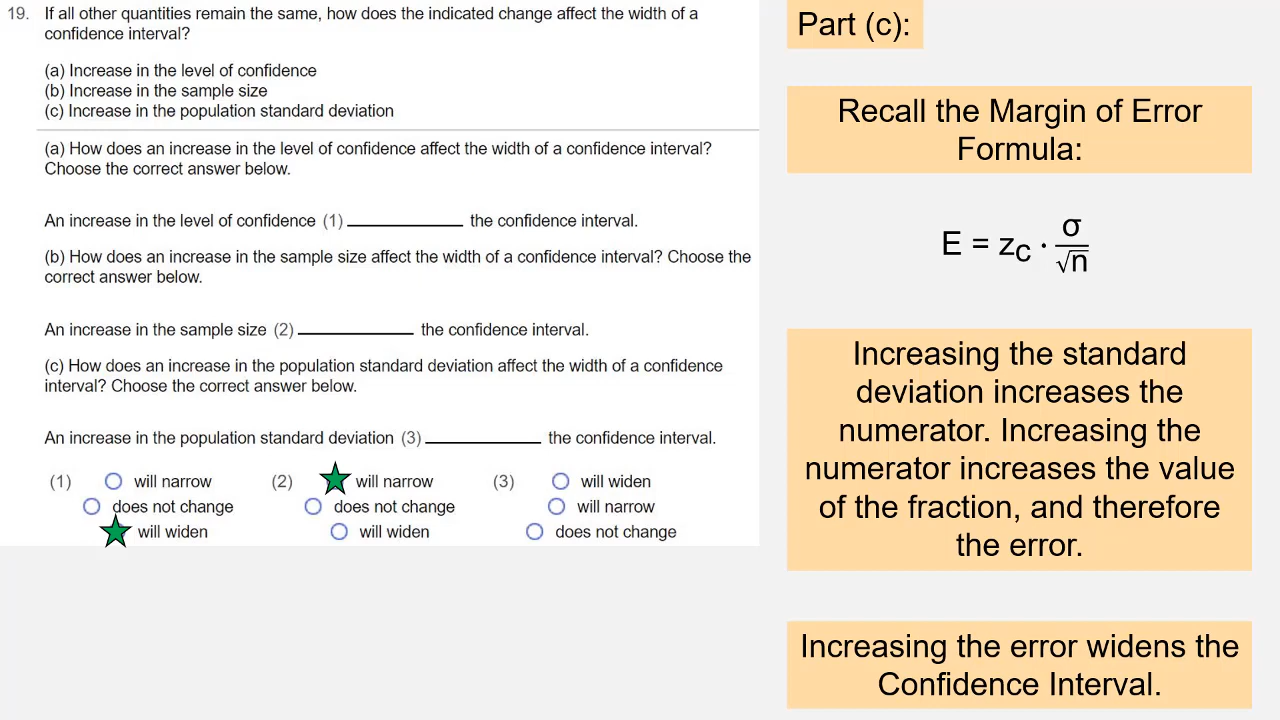 19. If all other quantities remain the same, how does the indicated change affect the width of a
confidence interval?
(a) Increase in the level of confidence
(b) Increase in the sample size
(c) Increase in the population standard deviation
(a) How does an increase in the level of confidence affect the width of a confidence interval?
Choose the correct answer below.
An increase in the level of confidence (1) __________ the confidence interval.
(b) How does an increase in the sample size affect the width of a confidence interval? Choose the
correct answer below.
An increase in the sample size (2) __________ the confidence interval.
(c) How does an increase in the population standard deviation affect the width of a confidence
interval? Choose the correct answer below.
An increase in the population standard deviation (3) __________ the confidence interval.
(1) will narrow (2) will narrow (3) will widen
does not change does not change will narrow
will widen will widen does not change
Part (c):
Recall the Margin of Error
Formula:
E = zc · σ/√n
Increasing the standard
deviation increases the
numerator. Increasing the
numerator increases the value
of the fraction, and therefore
the error.
Increasing the error widens the
Confidence Interval.